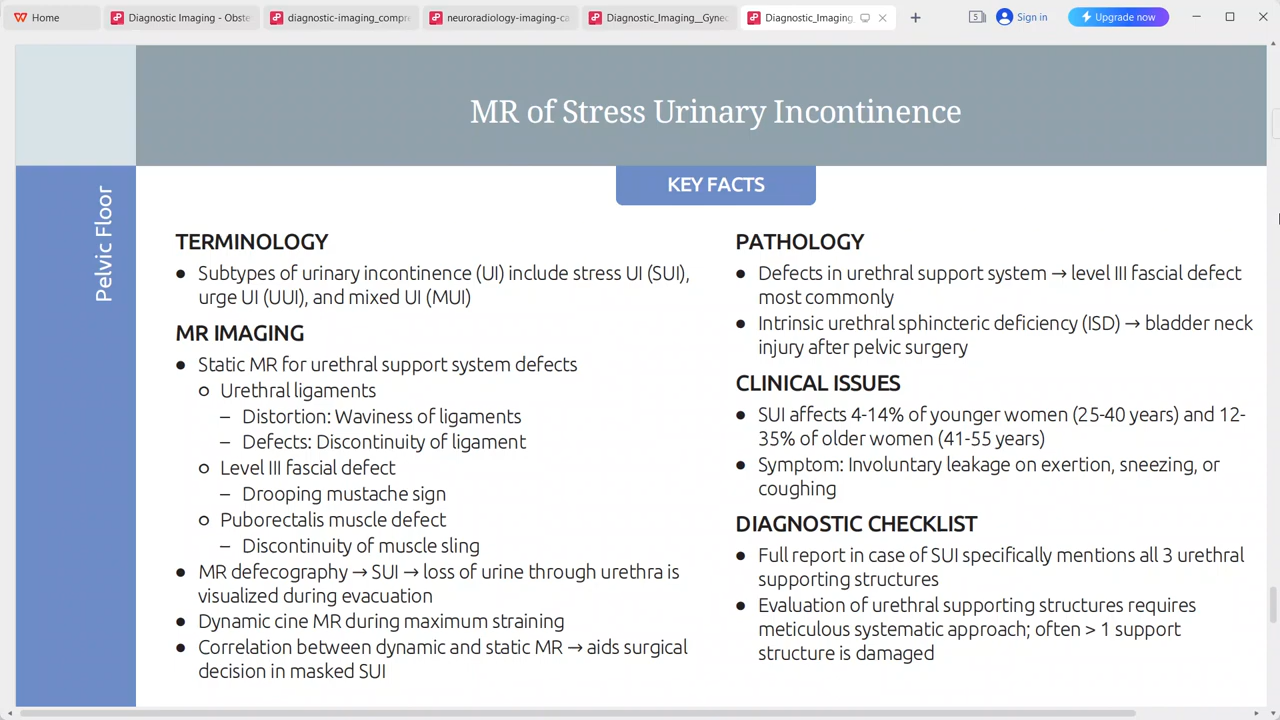 Home
Diagnostic Imaging - Obste
diagnostic-imaging_compre
neuroradiology-imaging-ca
Diagnostic_Imaging__Gynec
Diagnostic_Imaging_
5
Sign in
Upgrade now
MR of Stress Urinary Incontinence
Pelvic Floor
KEY FACTS
TERMINOLOGY
● Subtypes of urinary incontinence (UI) include stress UI (SUI),
urge UI (UUI), and mixed UI (MUI)
MR IMAGING
● Static MR for urethral support system defects
○ Urethral ligaments
– Distortion: Waviness of ligaments
– Defects: Discontinuity of ligament
○ Level III fascial defect
– Drooping mustache sign
○ Puborectalis muscle defect
– Discontinuity of muscle sling
● MR defecography → SUI → loss of urine through urethra is
visualized during evacuation
● Dynamic cine MR during maximum straining
● Correlation between dynamic and static MR → aids surgical
decision in masked SUI
PATHOLOGY
● Defects in urethral support system → level III fascial defect
most commonly
● Intrinsic urethral sphincteric deficiency (ISD) → bladder neck
injury after pelvic surgery
CLINICAL ISSUES
● SUI affects 4-14% of younger women (25-40 years) and 12-
35% of older women (41-55 years)
● Symptom: Involuntary leakage on exertion, sneezing, or
coughing
DIAGNOSTIC CHECKLIST
● Full report in case of SUI specifically mentions all 3 urethral
supporting structures
● Evaluation of urethral supporting structures requires
meticulous systematic approach; often > 1 support
structure is damaged